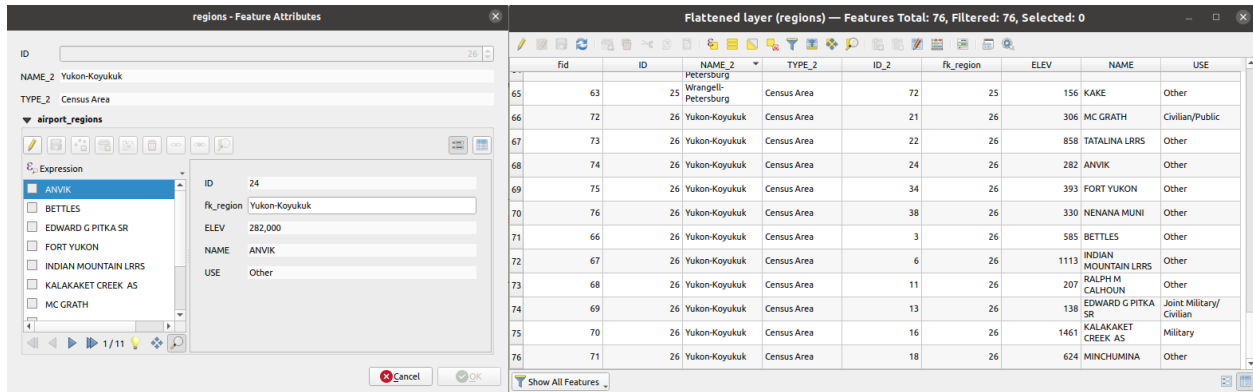 regions - Feature Attributes
ID 26
NAME_2 Yukon-Koyukuk
TYPE_2 Census Area
airport_regions
Expression
ANVIK
BETTLES
EDWARD G PITKA SR
FORT YUKON
INDIAN MOUNTAIN LRRS
KALAKAKET CREEK AS
MC GRATH
ID 24
fk_region Yukon-Koyukuk
ELEV 282,000
NAME ANVIK
USE Other
1 / 11
Cancel
OK
Flattened layer (regions) — Features Total: 76, Filtered: 76, Selected: 0
fid ID NAME_2 TYPE_2 ID_2 fk_region ELEV NAME USE
Petersburg
65 63 25 Wrangell-Petersburg Census Area 72 25 156 KAKE Other
66 72 26 Yukon-Koyukuk Census Area 21 26 306 MC GRATH Civilian/Public
67 73 26 Yukon-Koyukuk Census Area 22 26 858 TATALINA LRRS Other
68 74 26 Yukon-Koyukuk Census Area 24 26 282 ANVIK Other
69 75 26 Yukon-Koyukuk Census Area 34 26 393 FORT YUKON Other
70 76 26 Yukon-Koyukuk Census Area 38 26 330 NENANA MUNI Other
71 66 26 Yukon-Koyukuk Census Area 3 26 585 BETTLES Other
72 67 26 Yukon-Koyukuk Census Area 6 26 1113 INDIAN MOUNTAIN LRRS Other
73 68 26 Yukon-Koyukuk Census Area 11 26 207 RALPH M CALHOUN Other
74 69 26 Yukon-Koyukuk Census Area 13 26 138 EDWARD G PITKA SR Joint Military/Civilian
75 70 26 Yukon-Koyukuk Census Area 16 26 1461 KALAKAKET CREEK AS Military
76 71 26 Yukon-Koyukuk Census Area 18 26 624 MINCHUMINA Other
Show All Features